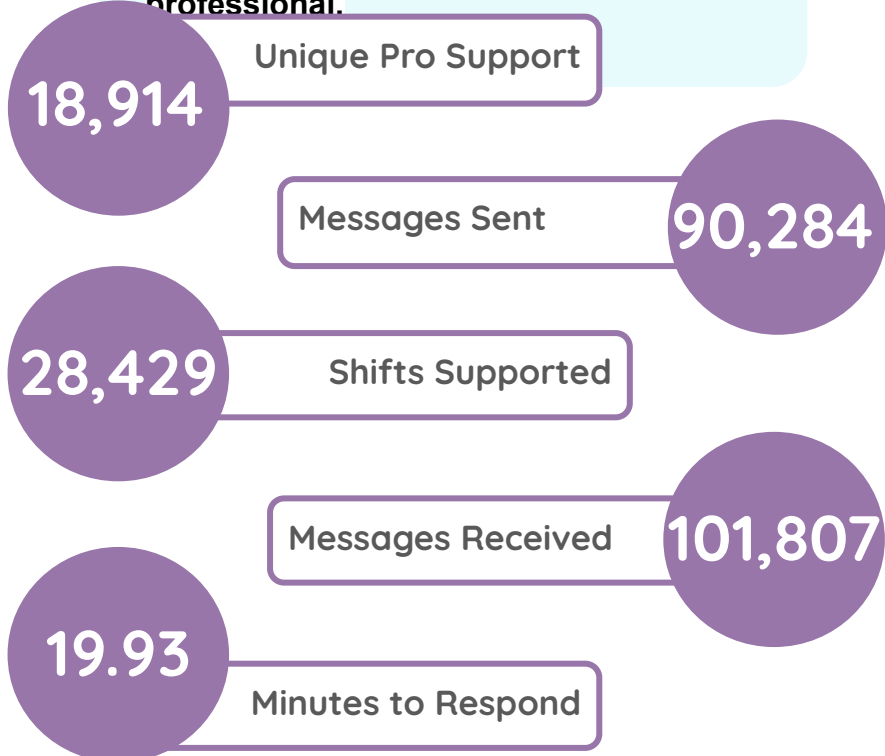 professional.
18,914
Unique Pro Support
Messages Sent
90,284
28,429
Shifts Supported
Messages Received
101,807
19.93
Minutes to Respond